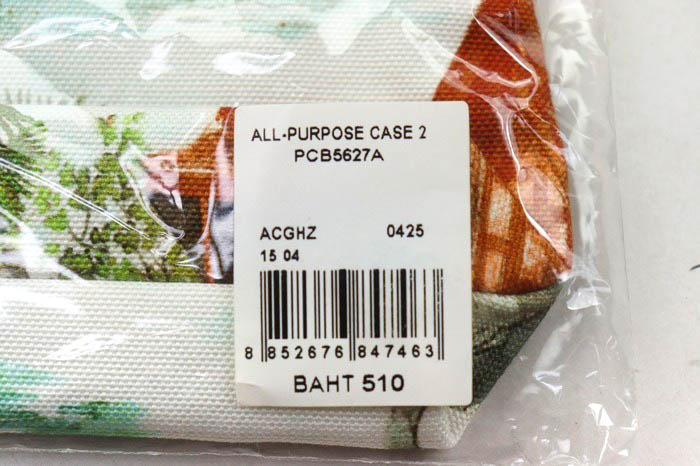 ALL-PURPOSE CASE 2
PCB5627A
ACGHZ 0425
15 04
8 852676 847463
BAHT 510